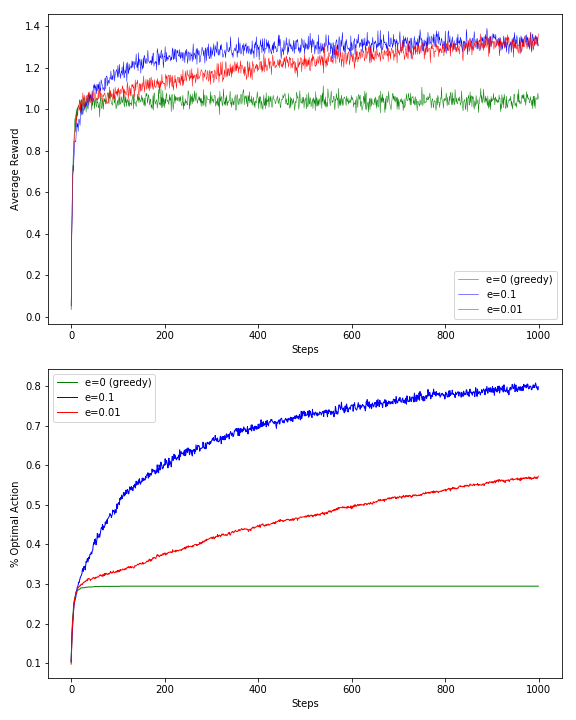 1.4
1.2
1.0
0.8
0.6
0.4
0.2
0.0
Average Reward
e=0 (greedy)
e=0.1
e=0.01
0 200 400 600 800 1000
Steps
e=0 (greedy)
e=0.1
e=0.01
0.8
0.7
0.6
0.5
0.4
0.3
0.2
0.1
% Optimal Action
0 200 400 600 800 1000
Steps